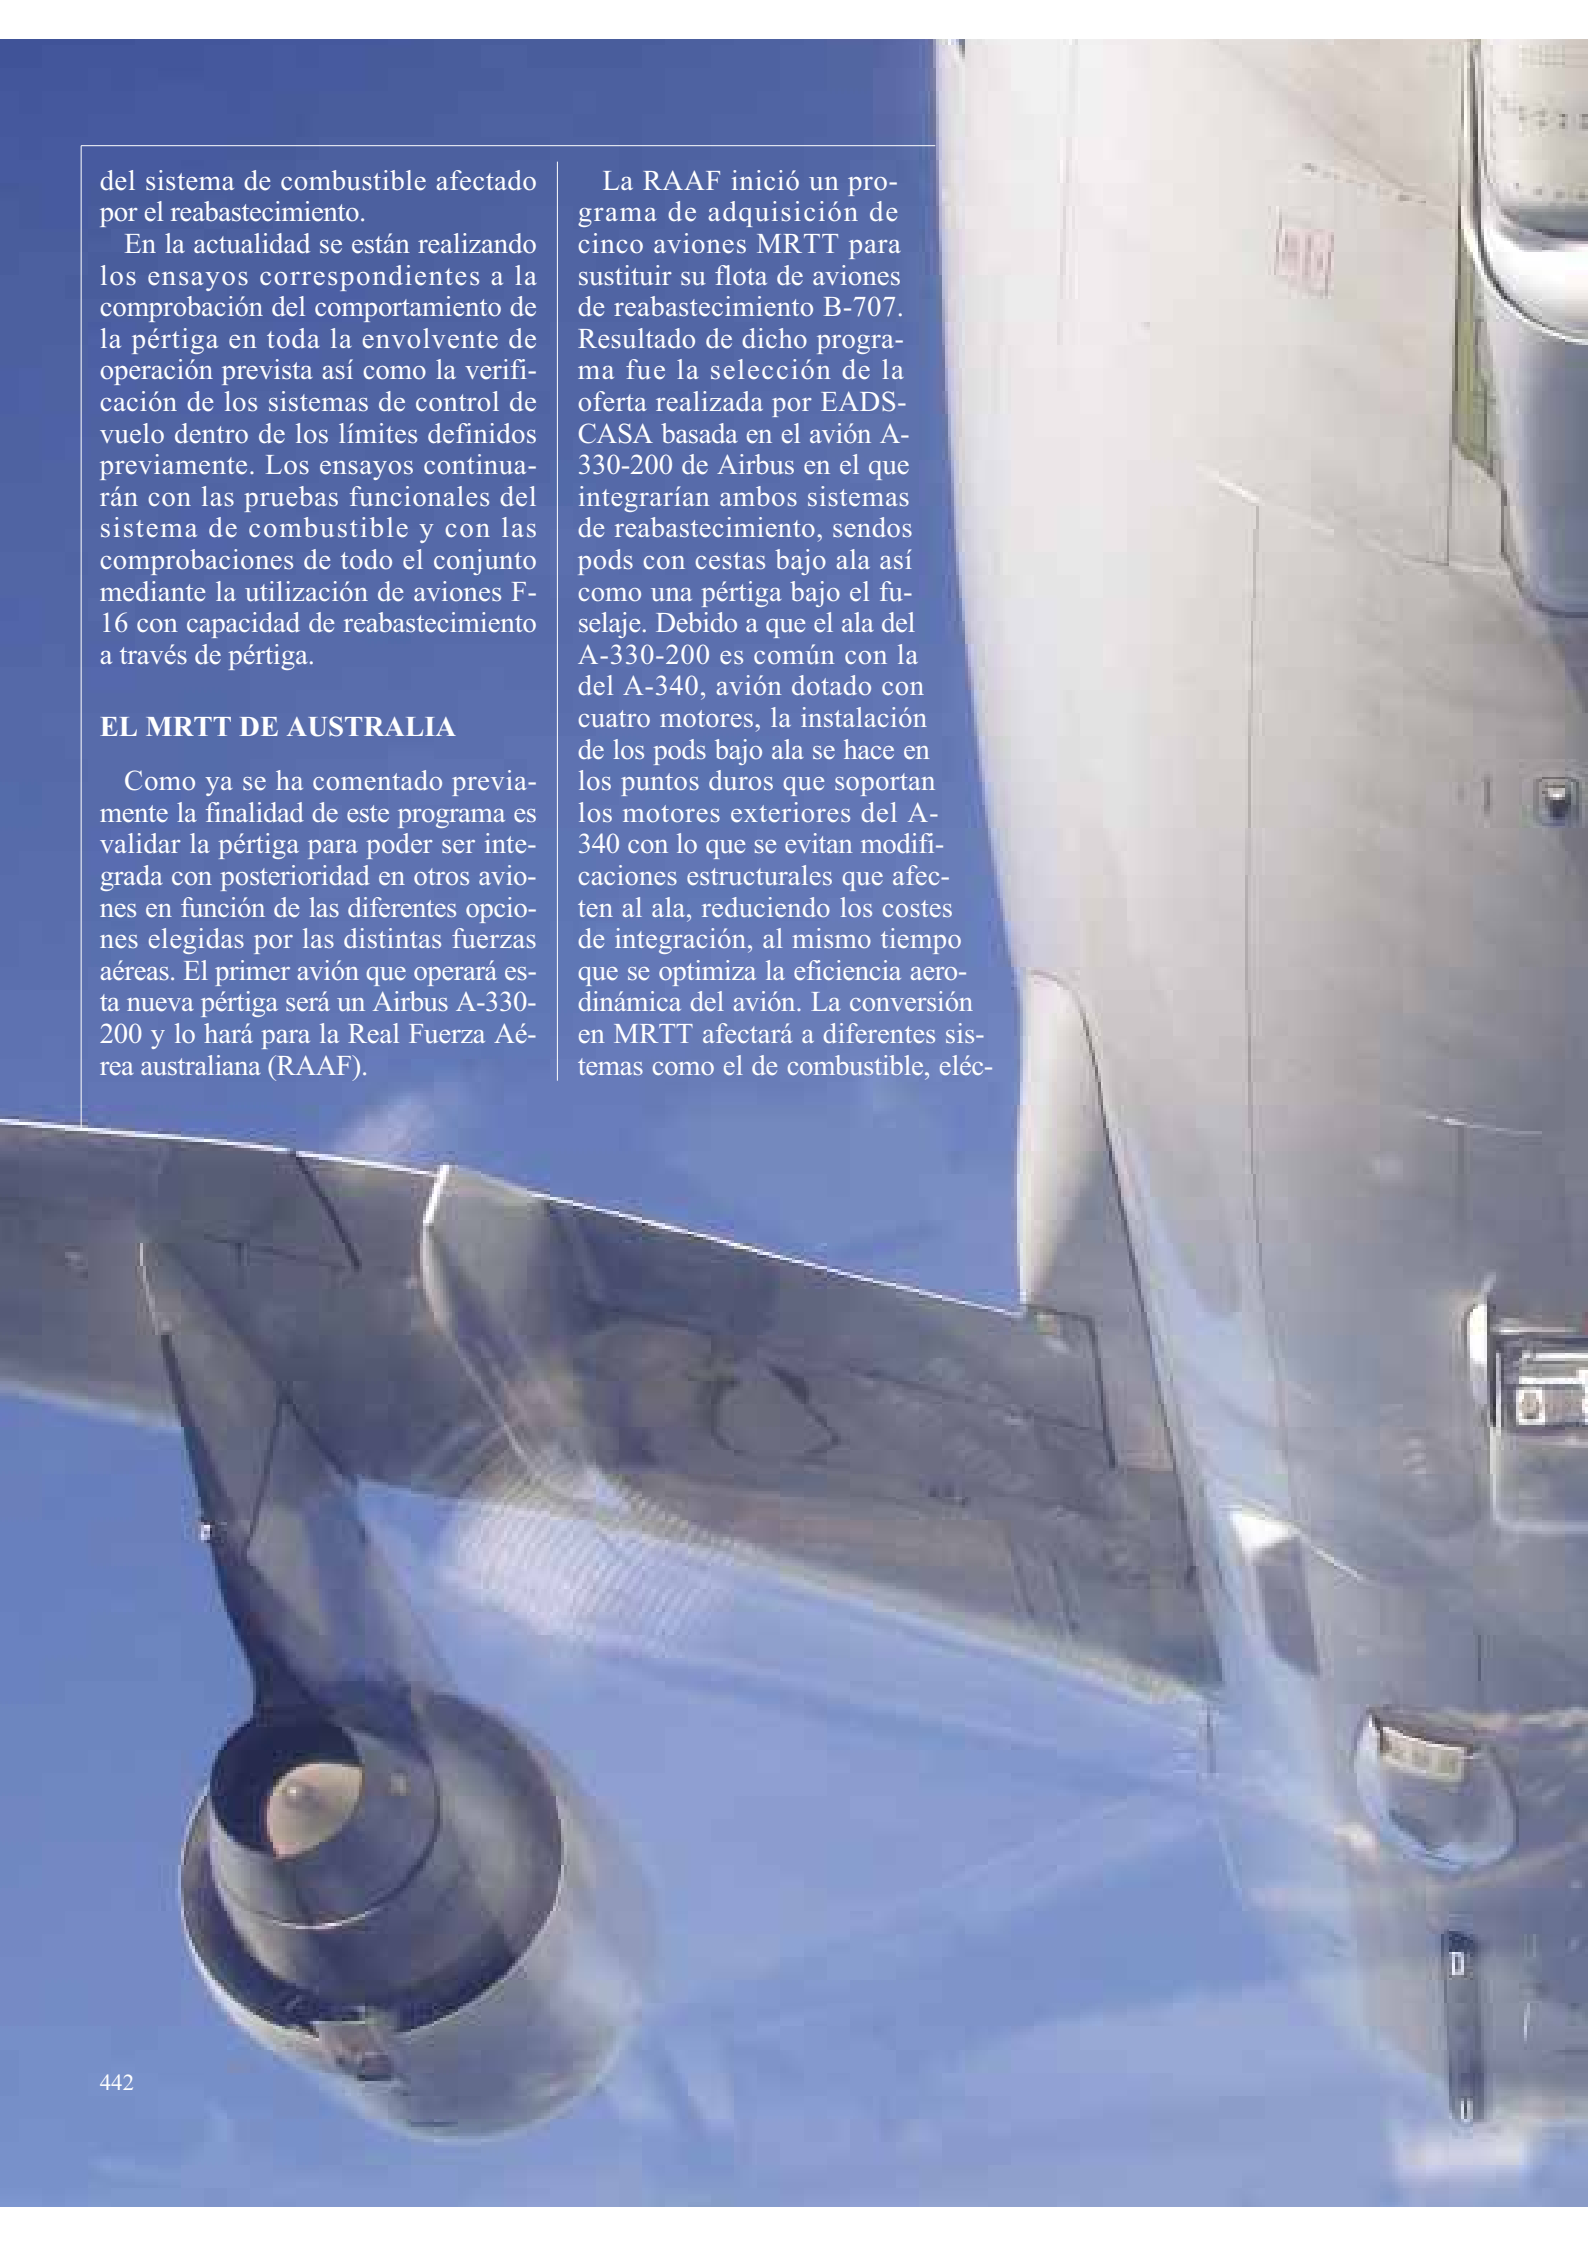 del sistema de combustible afectado
por el reabastecimiento.
En la actualidad se están realizando
los ensayos correspondientes a la
comprobación del comportamiento de
la pértiga en toda la envolvente de
operación prevista así como la verifi-
cación de los sistemas de control de
vuelo dentro de los límites definidos
previamente. Los ensayos continua-
rán con las pruebas funcionales del
sistema de combustible y con las
comprobaciones de todo el conjunto
mediante la utilización de aviones F-
16 con capacidad de reabastecimiento
a través de pértiga.
EL MRTT DE AUSTRALIA
Como ya se ha comentado previa-
mente la finalidad de este programa es
validar la pértiga para poder ser inte-
grada con posterioridad en otros avio-
nes en función de las diferentes opcio-
nes elegidas por las distintas fuerzas
aéreas. El primer avión que operará es-
ta nueva pértiga será un Airbus A-330-
200 y lo hará para la Real Fuerza Aé-
rea australiana (RAAF).
La RAAF inició un pro-
grama de adquisición de
cinco aviones MRTT para
sustituir su flota de aviones
de reabastecimiento B-707.
Resultado de dicho progra-
ma fue la selección de la
oferta realizada por EADS-
CASA basada en el avión A-
330-200 de Airbus en el que
integrarían ambos sistemas
de reabastecimiento, sendos
pods con cestas bajo ala así
como una pértiga bajo el fu-
selaje. Debido a que el ala del
A-330-200 es común con la
del A-340, avión dotado con
cuatro motores, la instalación
de los pods bajo ala se hace en
los puntos duros que soportan
los motores exteriores del A-
340 con lo que se evitan modifi-
caciones estructurales que afec-
ten al ala, reduciendo los costes
de integración, al mismo tiempo
que se optimiza la eficiencia aero-
dinámica del avión. La conversión
en MRTT afectará a diferentes sis-
temas como el de combustible, eléc-
442